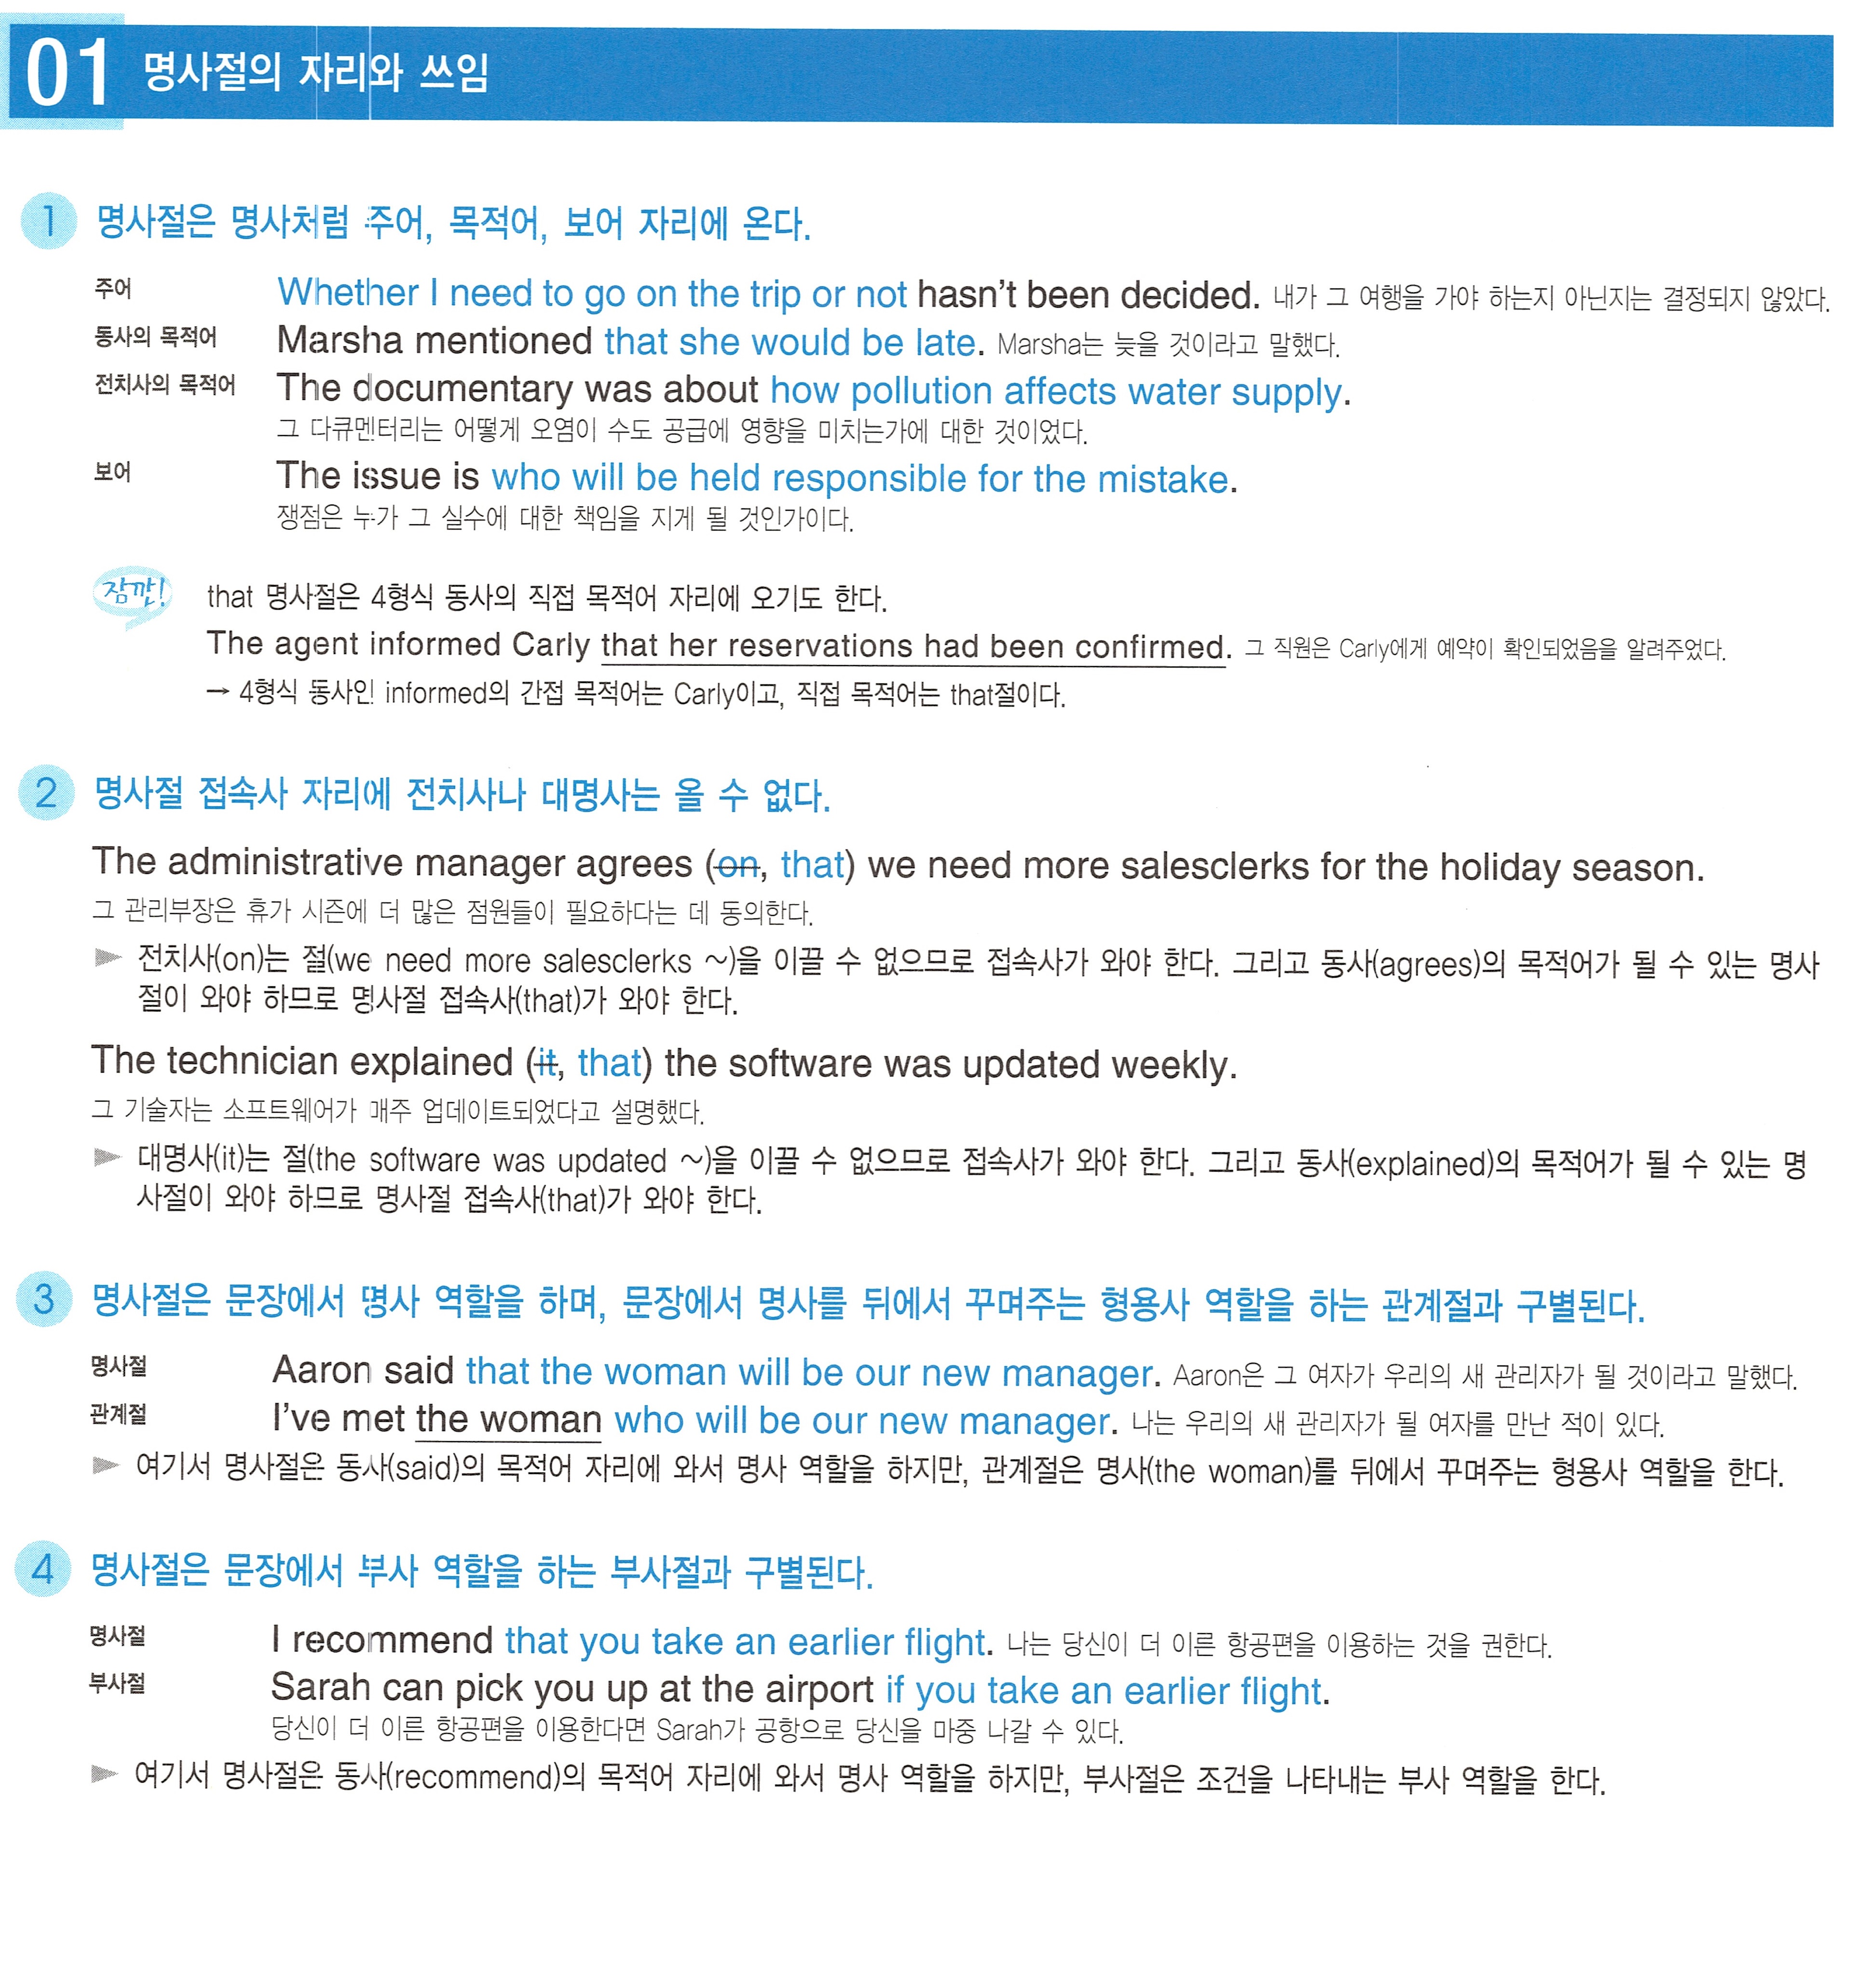 01 명사절의 자리와 쓰임
1 명사절은 명사처럼 주어, 목적어, 보어 자리에 온다.
주어 Whether I need to go on the trip or not hasn't been decided. 내가 그 여행을 가야 하는지 아닌지는 결정되지 않았다.
동사의 목적어 Marsha mentioned that she would be late. Marsha는 늦을 것이라고 말했다.
전치사의 목적어 The documentary was about how pollution affects water supply.
그 다큐멘터리는 어떻게 오염이 수도 공급에 영향을 미치는가에 대한 것이었다.
보어 The issue is who will be held responsible for the mistake.
쟁점은 누가 그 실수에 대한 책임을 지게 될 것인가이다.
잠깐! that 명사절은 4형식 동사의 직접 목적어 자리에 오기도 한다.
The agent informed Carly that her reservations had been confirmed. 그 직원은 Carly에게 예약이 확인되었음을 알려주었다.
→ 4형식 동사인 informed의 간접 목적어는 Carly이고, 직접 목적어는 that절이다.
2 명사절 접속사 자리에 전치사나 대명사는 올 수 없다.
The administrative manager agrees (on, that) we need more salesclerks for the holiday season.
그 관리부장은 휴가 시즌에 더 많은 점원들이 필요하다는 데 동의한다.
► 전치사(on)는 절(we need more salesclerks ~)을 이끌 수 없으므로 접속사가 와야 한다. 그리고 동사(agrees)의 목적어가 될 수 있는 명사
절이 와야 하므로 명사절 접속사(that)가 와야 한다.
The technician explained (it, that) the software was updated weekly.
그 기술자는 소프트웨어가 매주 업데이트되었다고 설명했다.
► 대명사(it)는 절(the software was updated ~)을 이끌 수 없으므로 접속사가 와야 한다. 그리고 동사(explained)의 목적어가 될 수 있는 명
사절이 와야 하므로 명사절 접속사(that)가 와야 한다.
3 명사절은 문장에서 명사 역할을 하며, 문장에서 명사를 뒤에서 꾸며주는 형용사 역할을 하는 관계절과 구별된다.
명사절 Aaron said that the woman will be our new manager. Aaron은 그 여자가 우리의 새 관리자가 될 것이라고 말했다.
관계절 I've met the woman who will be our new manager. 나는 우리의 새 관리자가 될 여자를 만난 적이 있다.
► 여기서 명사절은 동사(said)의 목적어 자리에 와서 명사 역할을 하지만, 관계절은 명사(the woman)를 뒤에서 꾸며주는 형용사 역할을 한다.
4 명사절은 문장에서 부사 역할을 하는 부사절과 구별된다.
명사절 I recommend that you take an earlier flight. 나는 당신이 더 이른 항공편을 이용하는 것을 권한다.
부사절 Sarah can pick you up at the airport if you take an earlier flight.
당신이 더 이른 항공편을 이용한다면 Sarah가 공항으로 당신을 마중 나갈 수 있다.
► 여기서 명사절은 동사(recommend)의 목적어 자리에 와서 명사 역할을 하지만, 부사절은 조건을 나타내는 부사 역할을 한다.